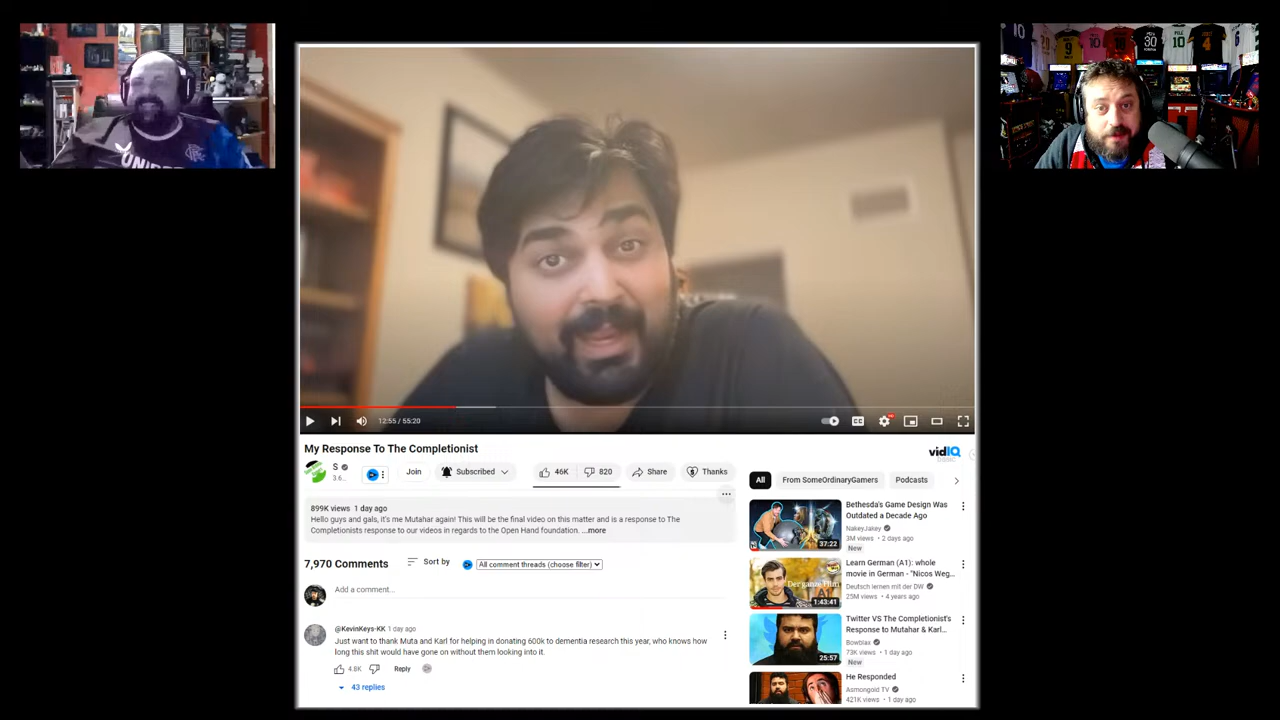 12:55 / 55:20
My Response To The Completionist
S
3.6...
Join
Subscribed
46K
820
Share
Thanks
vidIQ
All
From SomeOrdinaryGamers
Podcasts
899K views 1 day ago
Hello guys and gals, it's me Mutahar again! This will be the final video on this matter and is a response to The
Completionists response to our videos in regards to the Open Hand foundation. ...more
7,970 Comments
Sort by
All comment threads (choose filter)
Add a comment...
@KevinKeys-KK 1 day ago
Just want to thank Muta and Karl for helping in donating 600k to dementia research this year, who knows how
long this shit would have gone on without them looking into it.
4.8K
Reply
43 replies
37:22
Bethesda's Game Design Was
Outdated a Decade Ago
NakeyJakey
3M views • 2 days ago
New
1:43:41
Learn German (A1): whole
movie in German - "Nicos Weg...
Deutsch lernen mit der DW
25M views • 4 years ago
25:57
Twitter VS The Completionist's
Response to Mutahar & Karl...
Bowblax
73K views • 1 day ago
New
He Responded
Asmongold TV
421K views • 1 day ago